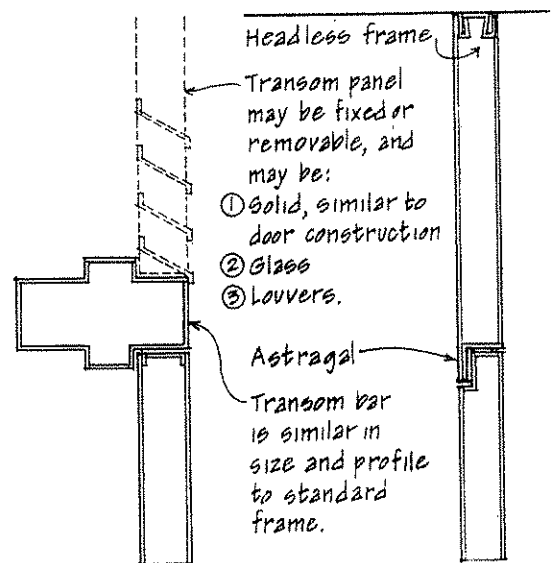 Headless frame
Transom panel
may be fixed or
removable, and
may be:
① Solid, similar to
door construction
② Glass
③ Louvers.
Astragal
Transom bar
is similar in
size and profile
to standard
frame.